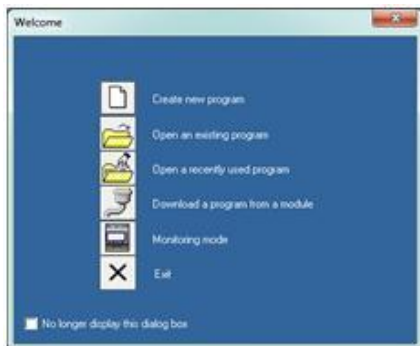 Welcome
Create new program
Open an existing program
Open a recently used program
Download a program from a module
Monitoring mode
Exit
No longer display this dialog box